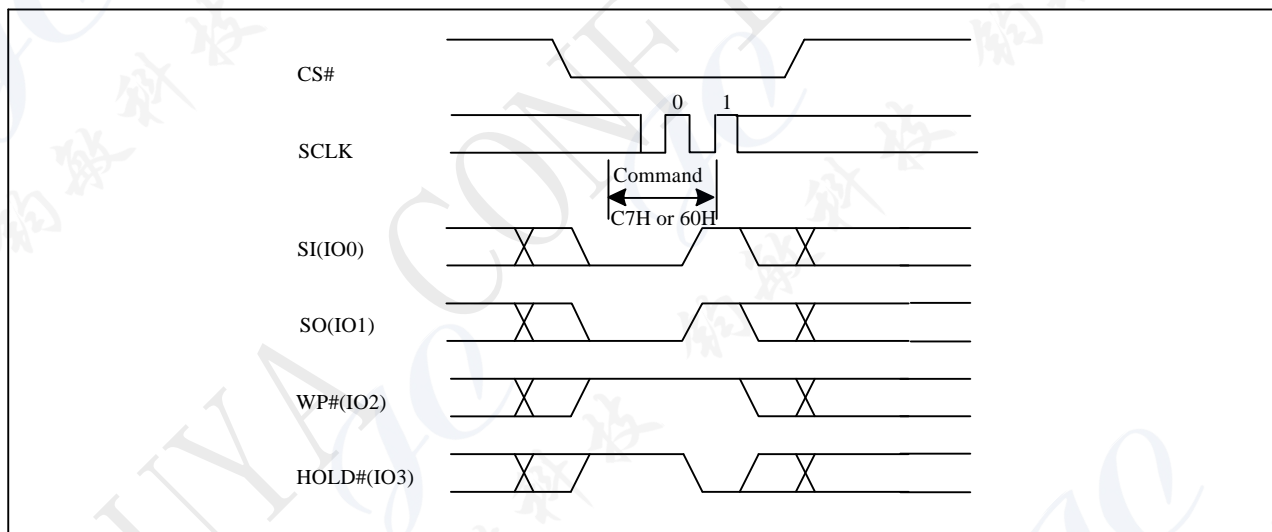 CS#
0 1
SCLK
Command
C7H or 60H
SI(IO0)
SO(IO1)
WP#(IO2)
HOLD#(IO3)